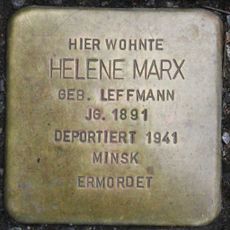 HIER WOHNTE
HELENE MARX
GEB. LEFFMANN
JG. 1891
DEPORTIERT 1941
MINSK
ERMORDET